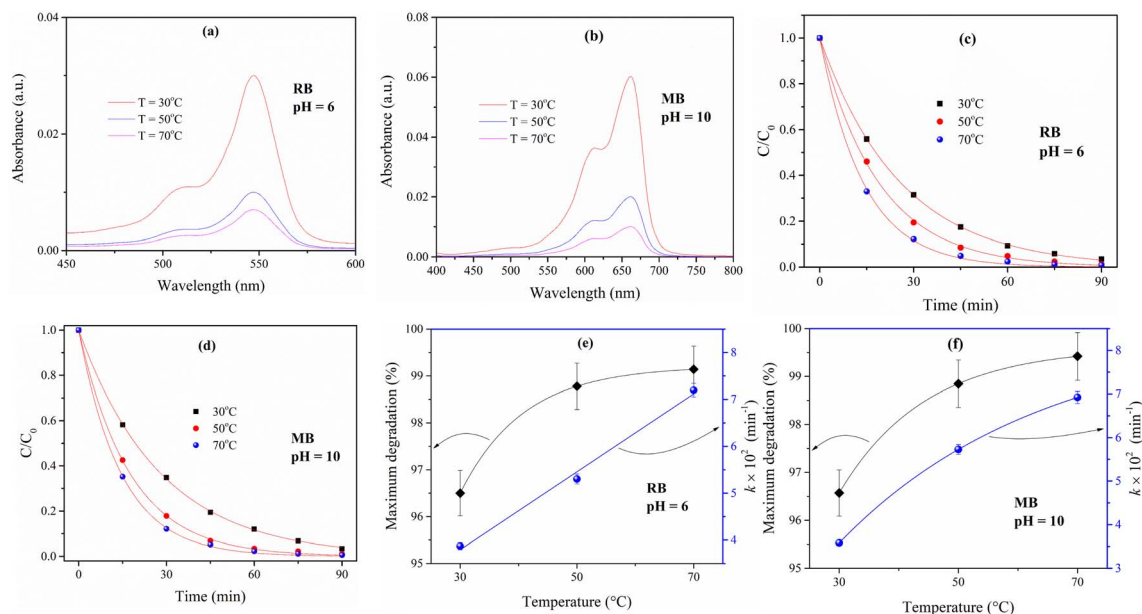 (a)
RB
pH = 6
T = 30°C
T = 50°C
T = 70°C
0.04
0.02
0.00
Absorbance (a.u.)
450
500
550
600
Wavelength (nm)
(b)
MB
pH = 10
T = 30°C
T = 50°C
T = 70°C
0.08
0.06
0.04
0.02
0.00
Absorbance (a.u.)
400
450
500
550
600
650
700
750
800
Wavelength (nm)
(c)
30°C
50°C
70°C
RB
pH = 6
1.0
0.8
0.6
0.4
0.2
0.0
C/C0
0
30
60
90
Time (min)
(d)
30°C
50°C
70°C
MB
pH = 10
1.0
0.8
0.6
0.4
0.2
0.0
C/C0
0
15
30
45
60
75
90
Time (min)
(e)
RB
pH = 6
100
99
98
97
96
95
Maximum degradation (%)
8
7
6
5
4
k × 10² (min⁻¹)
30
50
70
Temperature (°C)
(f)
MB
pH = 10
100
99
98
97
96
95
Maximum degradation (%)
8
7
6
5
4
3
k × 10² (min⁻¹)
30
50
70
Temperature (°C)